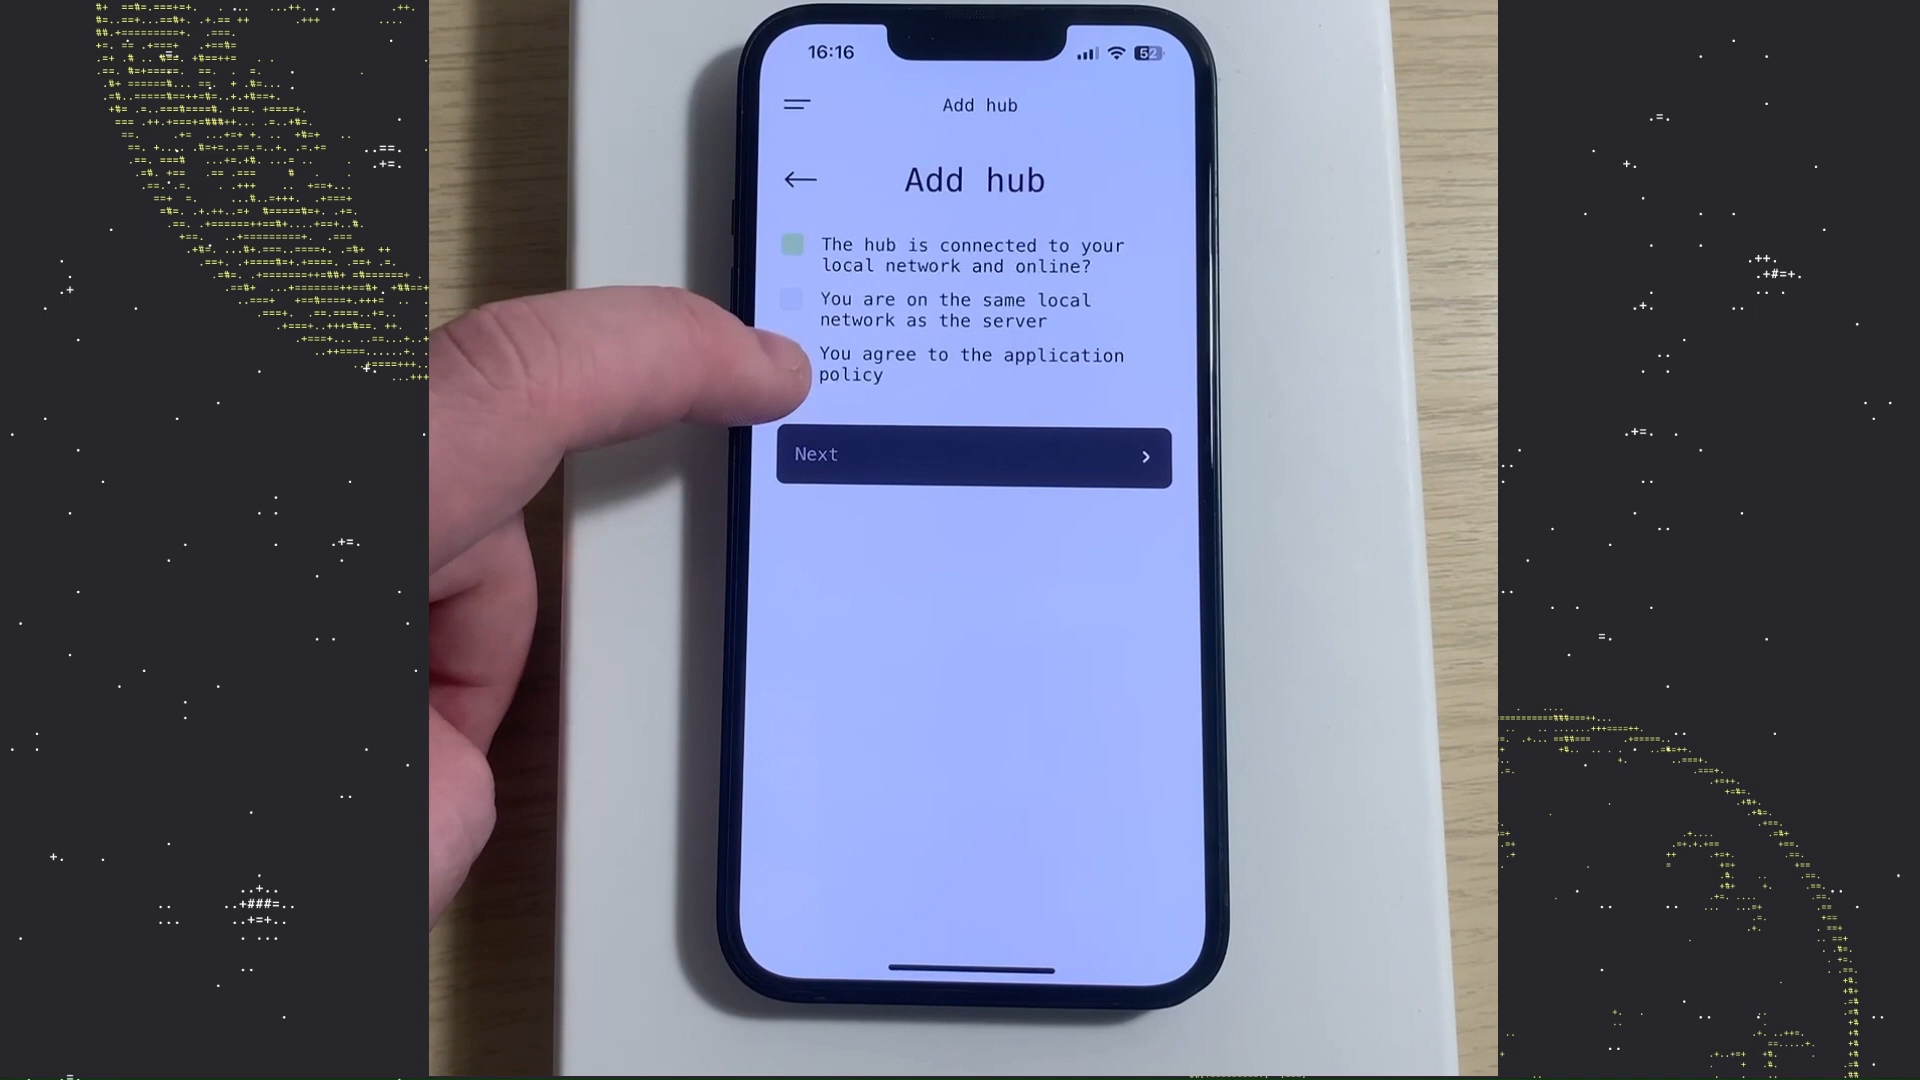 16:16
52
Add hub
Add hub
The hub is connected to your
local network and online?
You are on the same local
network as the server
You agree to the application
policy
Next